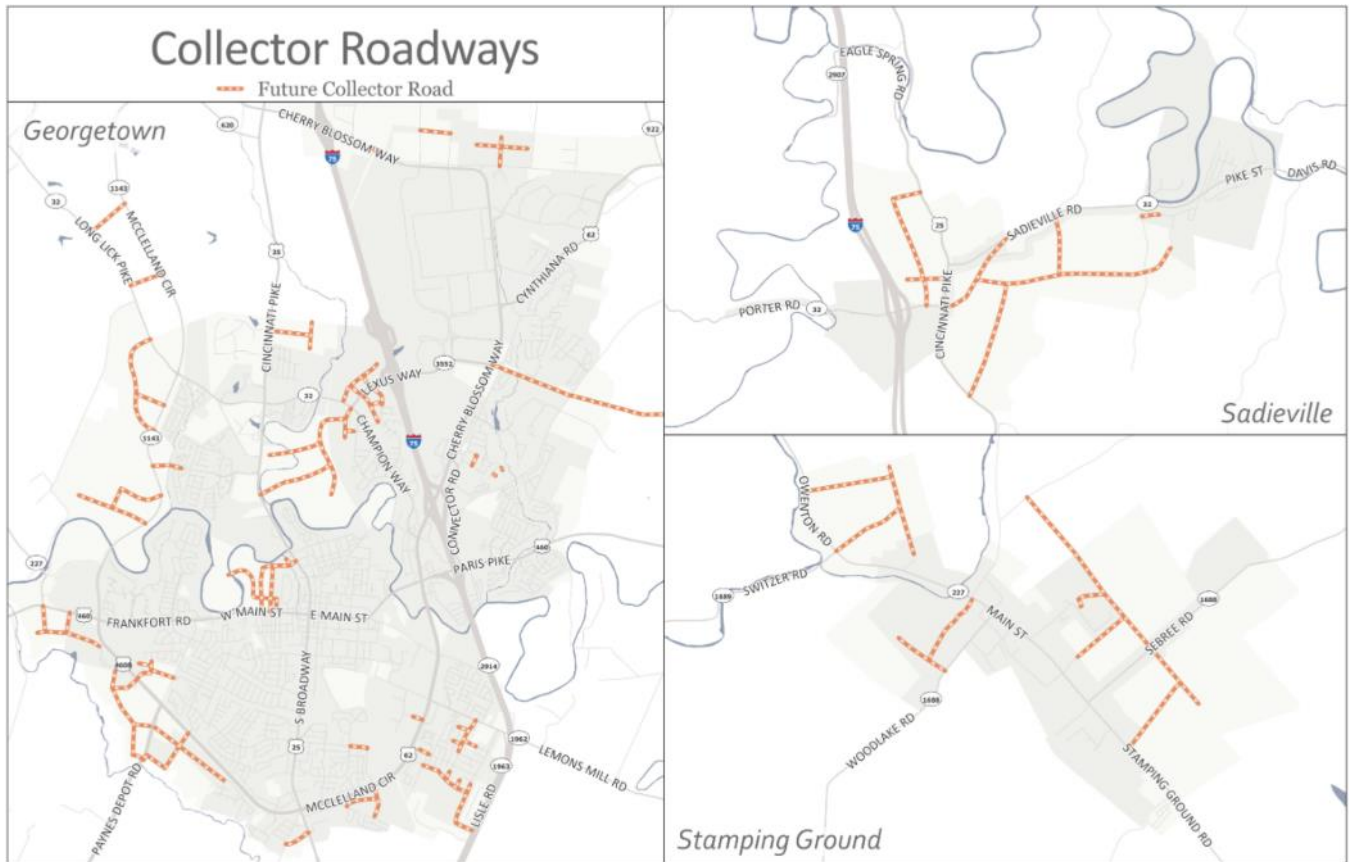 Collector Roadways
Future Collector Road
Georgetown
620
CHERRY BLOSSOM WAY
922
75
1143
32
MCCLELLAND CIR
LONG LICK PIKE
25
62
CYNTHIANA RD
CINCINNATI PIKE
LEXUS WAY
3552
CHERRY BLOSSOM WAY
32
CHAMPION WAY
75
1143
CONNECTOR RD
PARIS PIKE
460
227
460
FRANKFORT RD
W MAIN ST
E MAIN ST
460B
2914
S BROADWAY
25
62
1962
LEMONS MILL RD
1963
PAYNES DEPOT RD
MCCLELLAND CIR
LISLE RD
EAGLE SPRING RD
2907
PIKE ST
DAVIS RD
32
75
25
SADIEVILLE RD
PORTER RD
32
CINCINNATI PIKE
Sadieville
OWENTON RD
SWITZER RD
1689
227
MAIN ST
1688
SEBREE RD
1688
WOODLAKE RD
STAMPING GROUND RD
Stamping Ground